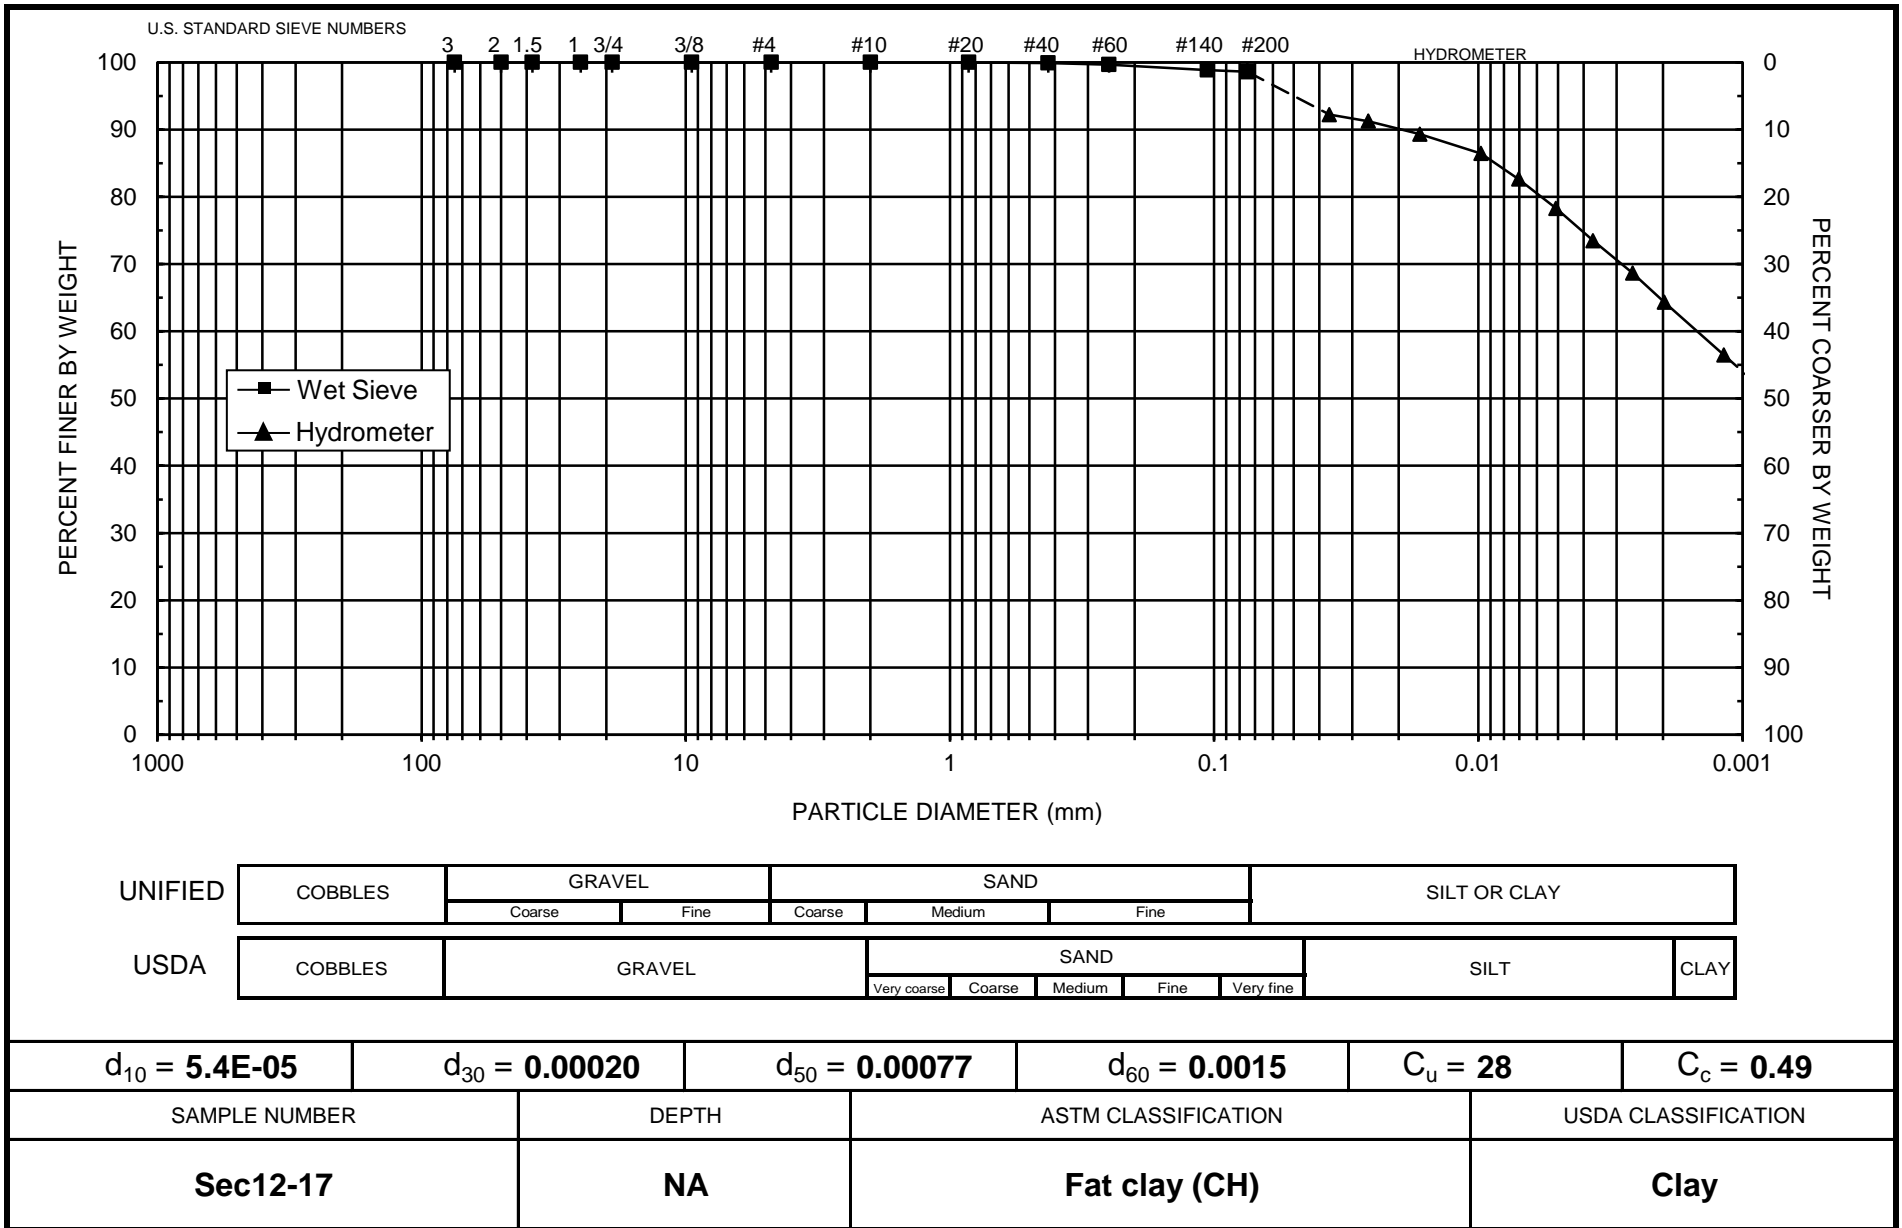 U.S. STANDARD SIEVE NUMBERS
3 2 1.5 1 3/4 3/8 #4 #10 #20 #40 #60 #140 #200
HYDROMETER
100 0
90 10
80 20
70 30
60 40
50 50
40 60
30 70
20 80
10 90
0 100
PERCENT FINER BY WEIGHT
PERCENT COARSER BY WEIGHT
Wet Sieve
Hydrometer
1000 100 10 1 0.1 0.01 0.001
PARTICLE DIAMETER (mm)
UNIFIED COBBLES GRAVEL SAND SILT OR CLAY
Coarse Fine Coarse Medium Fine
USDA COBBLES GRAVEL SAND SILT CLAY
Very coarse Coarse Medium Fine Very fine
d10 = 5.4E-05 d30 = 0.00020 d50 = 0.00077 d60 = 0.0015 Cu = 28 Cc = 0.49
SAMPLE NUMBER DEPTH ASTM CLASSIFICATION USDA CLASSIFICATION
Sec12-17 NA Fat clay (CH) Clay